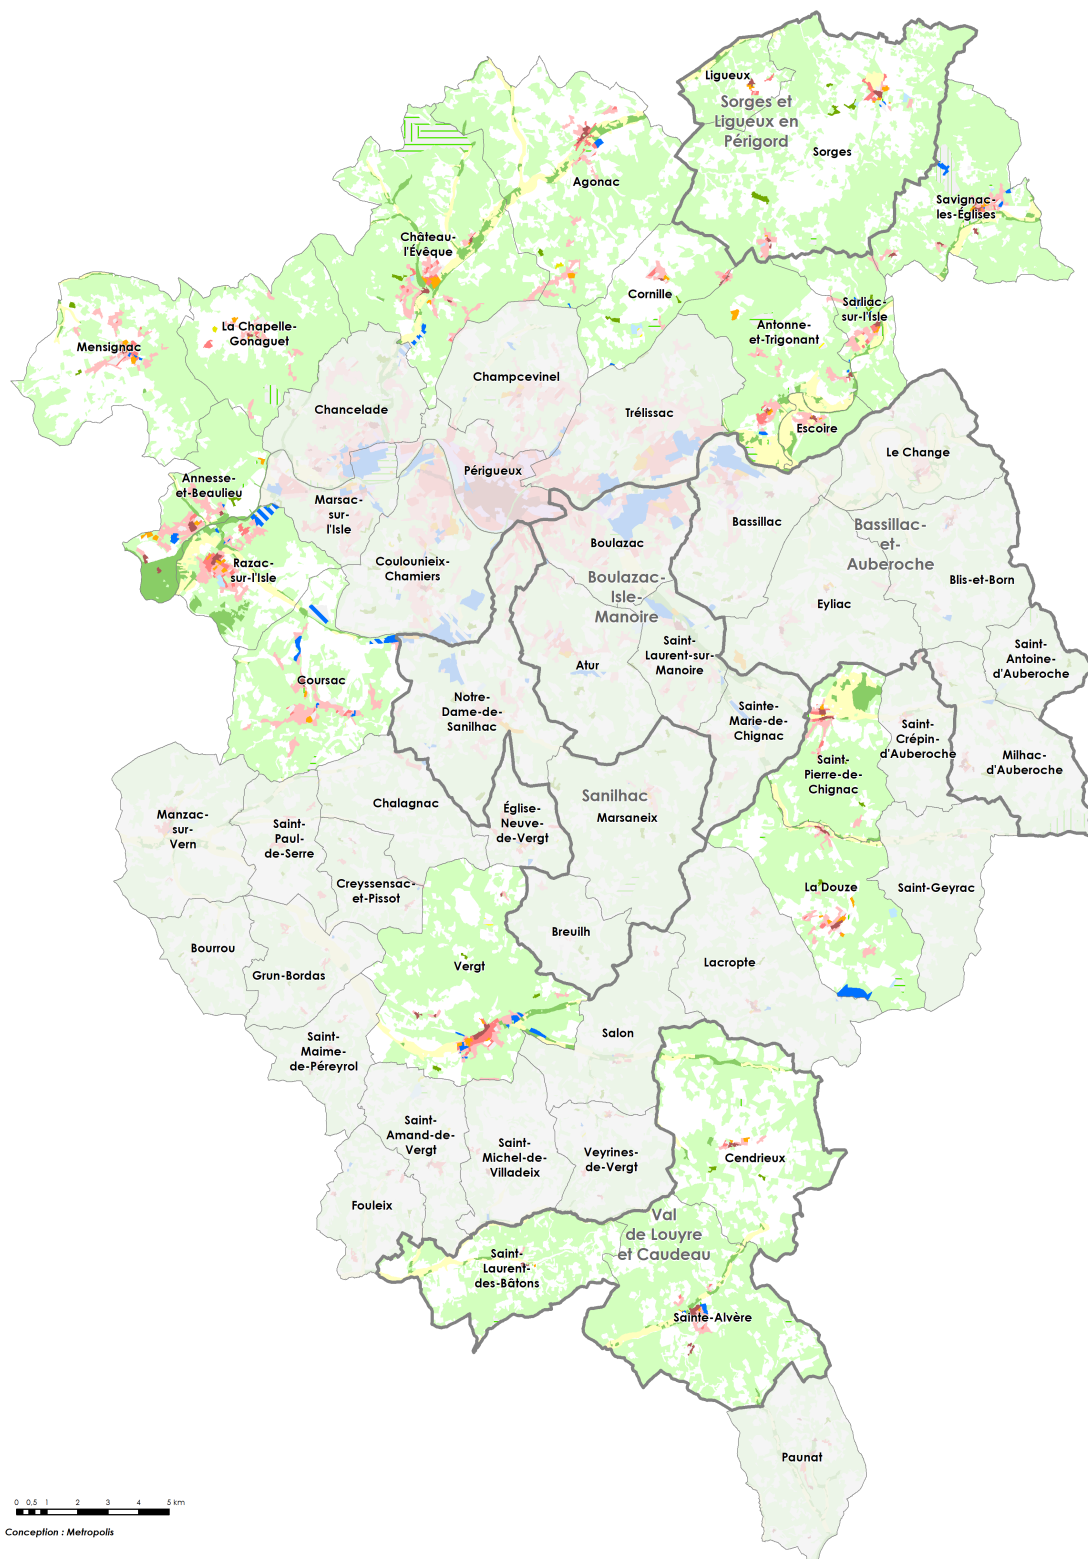 Ligueux
Sorges et
Ligueux en
Périgord
Sorges
Agonac
Savignac-
les-Églises
Château-
l'Évêque
Cornille
Sarliac-
sur-l'Isle
Antonne-
et-Trigonant
La Chapelle-
Gonaguet
Mensignac
Champcevinel
Chancelade
Trélissac
Escoire
Le Change
Périgueux
Annesse-
et-Beaulieu
Marsac-
sur-
l'Isle
Bassillac
Bassillac-
et-
Auberoche
Boulazac
Coulounieix-
Chamiers
Razac-
sur-l'Isle
Boulazac-
Isle-
Manoire
Blis-et-Born
Eyliac
Saint-
Laurent-sur-
Manoire
Saint-
Antoine-
d'Auberoche
Atur
Coursac
Notre-
Dame-de-
Sanilhac
Sainte-
Marie-de-
Chignac
Saint-
Crépin-
d'Auberoche
Milhac-
d'Auberoche
Saint-
Pierre-de-
Chignac
Sanilhac
Marsaneix
Chalagnac
Église-
Neuve-
de-Vergt
Manzac-
sur-
Vern
Saint-
Paul-
de-Serre
Creyssensac-
et-Pissot
La Douze
Saint-Geyrac
Breuilh
Bourrou
Grun-Bordas
Vergt
Lacropte
Salon
Saint-
Maime-
de-Péreyrol
Saint-
Amand-de-
Vergt
Saint-
Michel-de-
Villadeix
Veyrines-
de-Vergt
Cendrieux
Fouleix
Val
de Louyre
et Caudeau
Saint-
Laurent-
des-Bâtons
Sainte-Alvère
Paunat
0 0,5 1 2 3 4 5 km
Conception : Metropolis